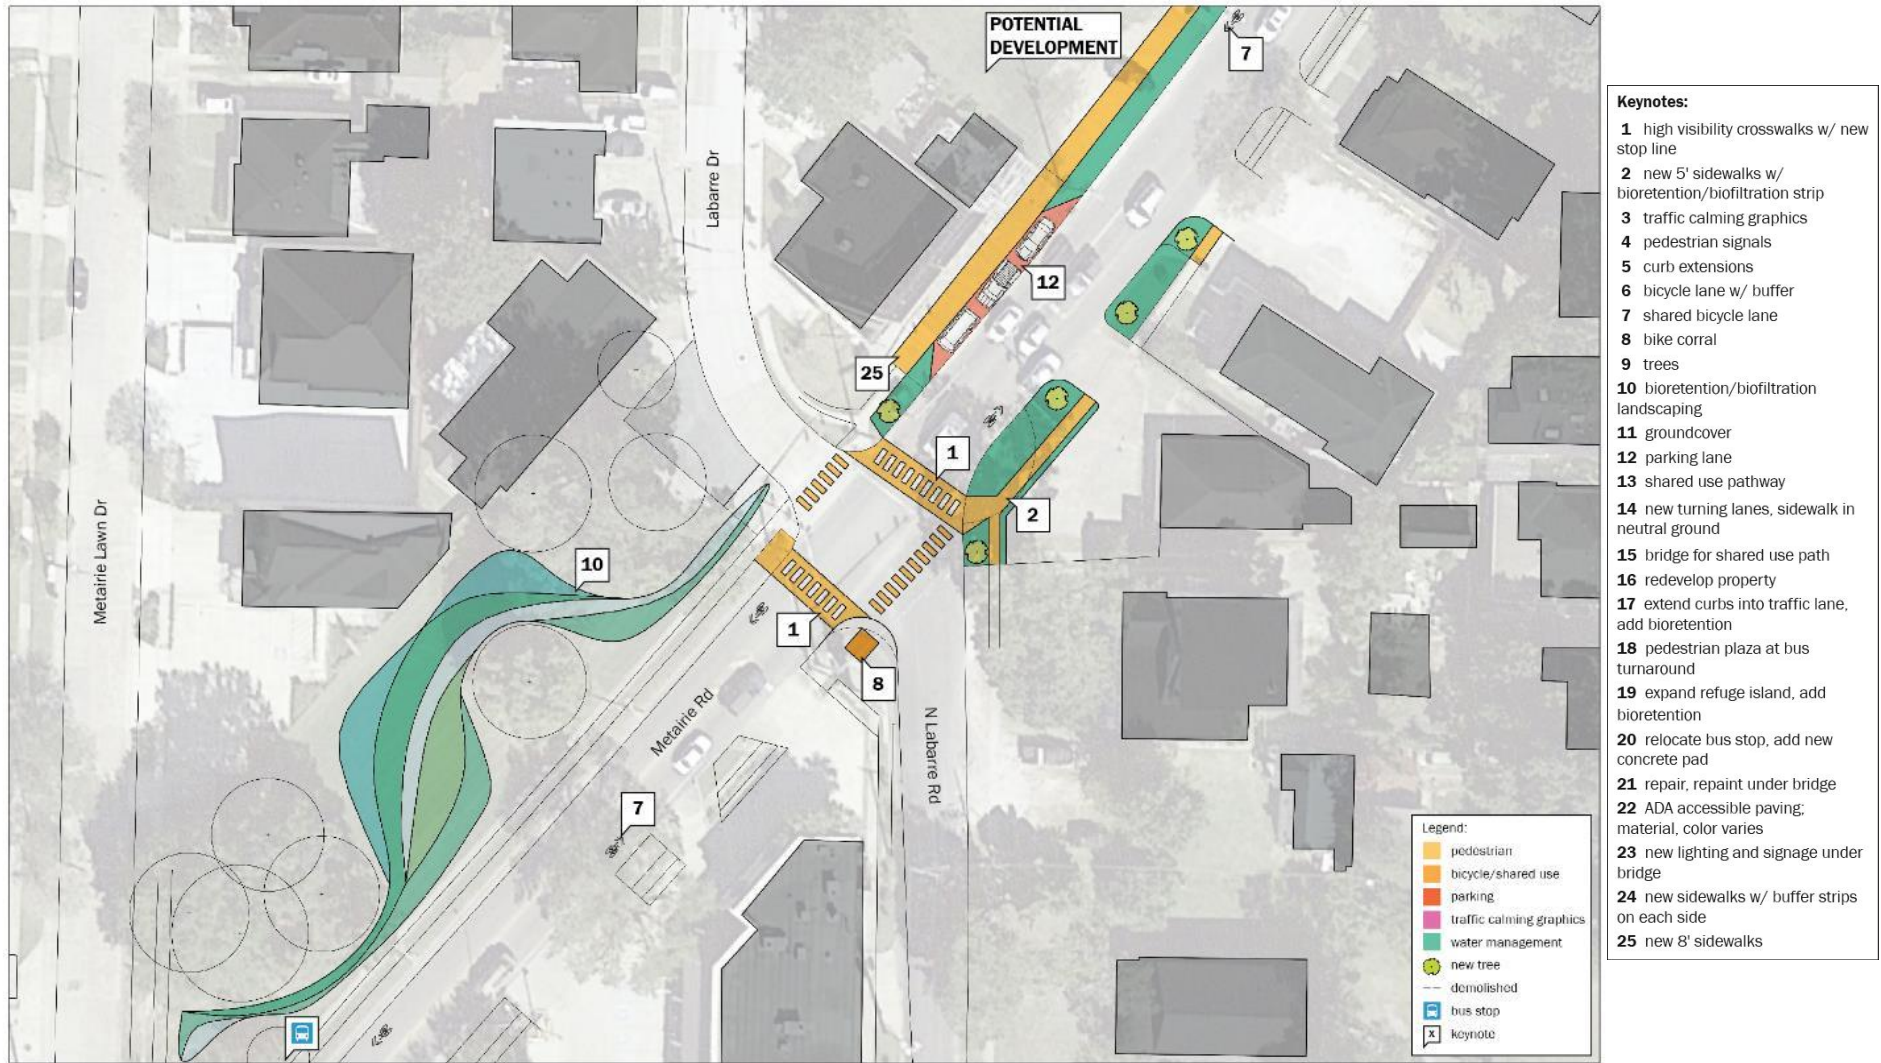 POTENTIAL
DEVELOPMENT
7
Labarre Dr
12
25
1
2
Metairie Lawn Dr
10
1
8
Metairie Rd
N Labarre Rd
7
Legend:
pedestrian
bicycle/shared use
parking
traffic calming graphics
water management
new tree
demolished
bus stop
x keynote
Keynotes:
1 high visibility crosswalks w/ new
stop line
2 new 5' sidewalks w/
bioretention/biofiltration strip
3 traffic calming graphics
4 pedestrian signals
5 curb extensions
6 bicycle lane w/ buffer
7 shared bicycle lane
8 bike corral
9 trees
10 bioretention/biofiltration
landscaping
11 groundcover
12 parking lane
13 shared use pathway
14 new turning lanes, sidewalk in
neutral ground
15 bridge for shared use path
16 redevelop property
17 extend curbs into traffic lane,
add bioretention
18 pedestrian plaza at bus
turnaround
19 expand refuge island, add
bioretention
20 relocate bus stop, add new
concrete pad
21 repair, repaint under bridge
22 ADA accessible paving;
material, color varies
23 new lighting and signage under
bridge
24 new sidewalks w/ buffer strips
on each side
25 new 8' sidewalks